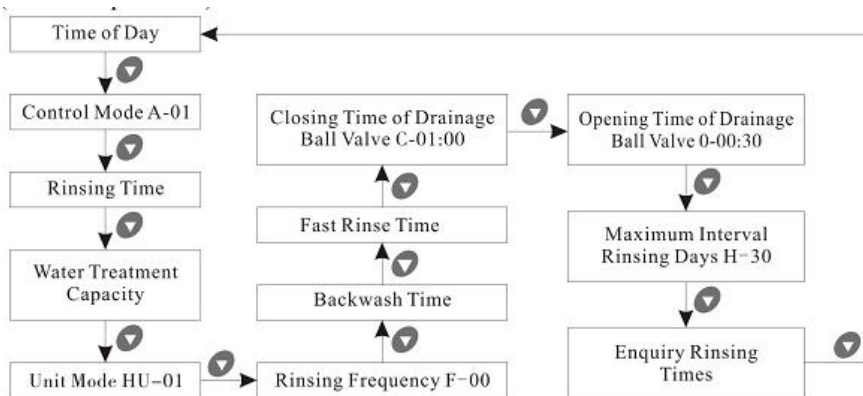 Time of Day
Control Mode A-01
Rinsing Time
Water Treatment
Capacity
Unit Mode HU-01
Rinsing Frequency F-00
Backwash Time
Fast Rinse Time
Closing Time of Drainage
Ball Valve C-01:00
Opening Time of Drainage
Ball Valve 0-00:30
Maximum Interval
Rinsing Days H-30
Enquiry Rinsing
Times